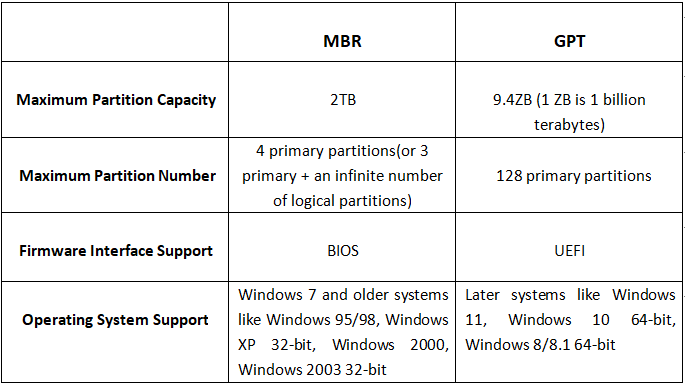 MBR GPT
Maximum Partition Capacity 2TB 9.4ZB (1 ZB is 1 billion
terabytes)
Maximum Partition Number 4 primary partitions(or 3
primary + an infinite number
of logical partitions) 128 primary partitions
Firmware Interface Support BIOS UEFI
Operating System Support Windows 7 and older systems
like Windows 95/98, Windows
XP 32-bit, Windows 2000,
Windows 2003 32-bit
Later systems like Windows
11, Windows 10 64-bit,
Windows 8/8.1 64-bit